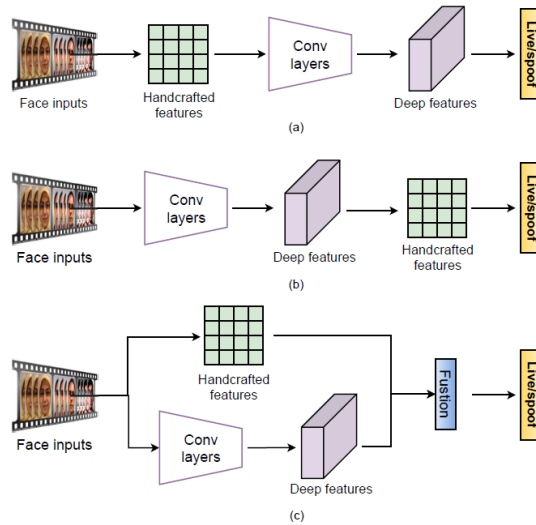 Face inputs
Handcrafted
features
Conv
layers
Deep features
Live/spoof
(a)
Face inputs
Conv
layers
Deep features
Handcrafted
features
Live/spoof
(b)
Face inputs
Handcrafted
features
Conv
layers
Deep features
Fustion
Live/spoof
(c)